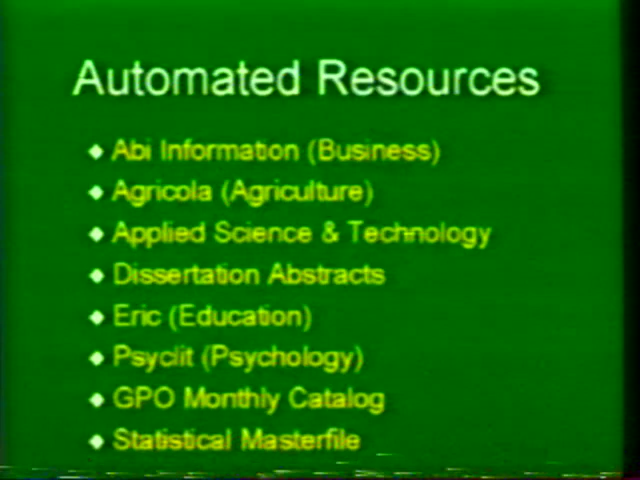 Automated Resources
Abi Information (Business)
Agricola (Agriculture)
Applied Science & Technology
Dissertation Abstracts
Eric (Education)
Psyclit (Psychology)
GPO Monthly Catalog
Statistical Masterfile